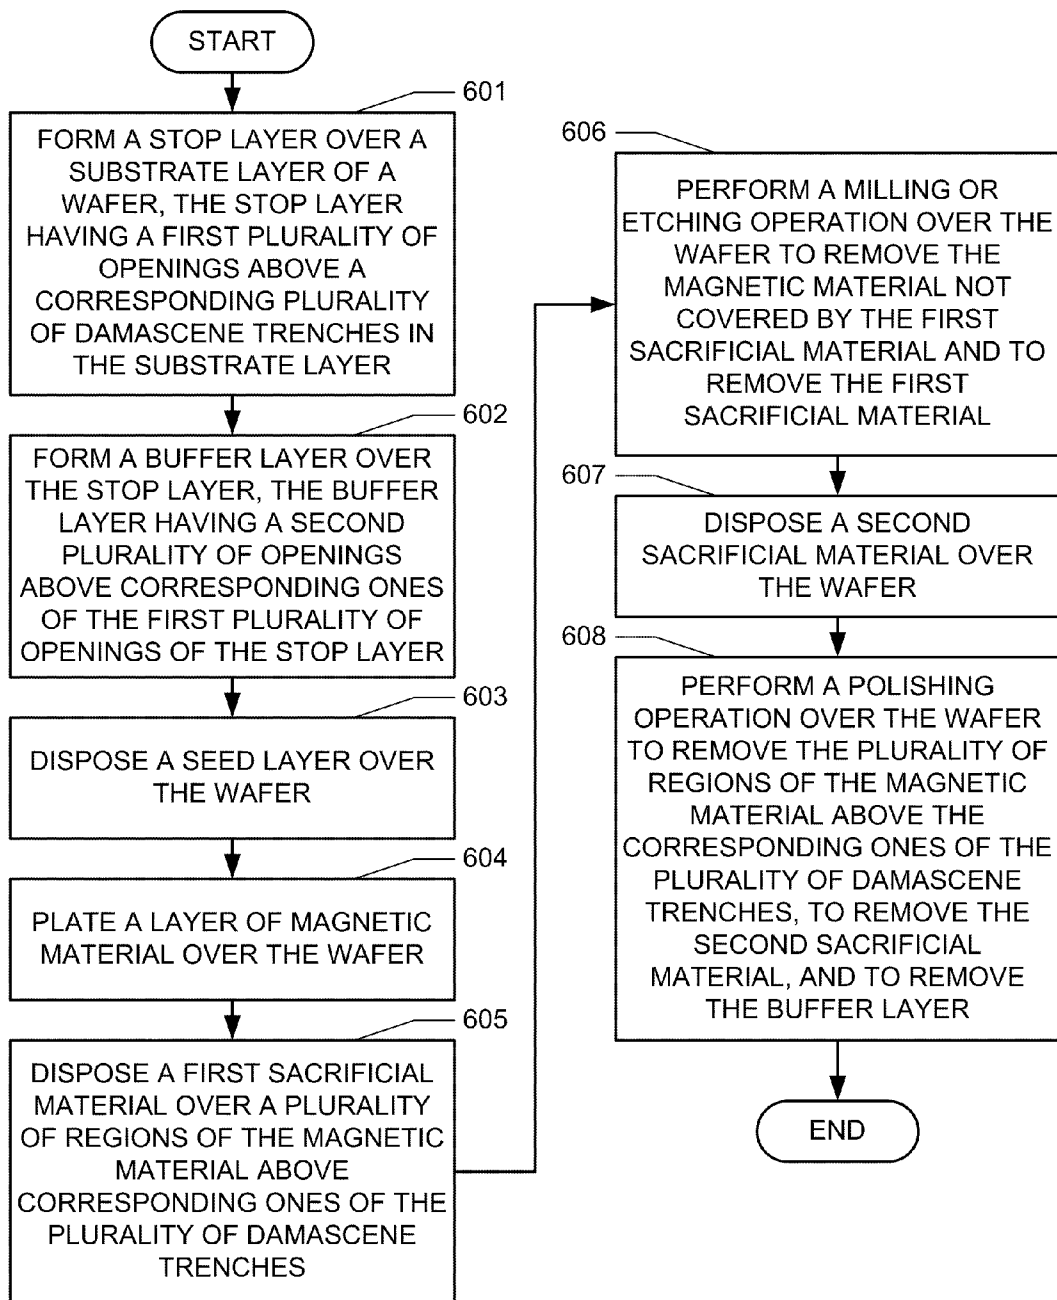 START
601
FORM A STOP LAYER OVER A
SUBSTRATE LAYER OF A
WAFER, THE STOP LAYER
HAVING A FIRST PLURALITY OF
OPENINGS ABOVE A
CORRESPONDING PLURALITY
OF DAMASCENE TRENCHES IN
THE SUBSTRATE LAYER
602
FORM A BUFFER LAYER OVER
THE STOP LAYER, THE BUFFER
LAYER HAVING A SECOND
PLURALITY OF OPENINGS
ABOVE CORRESPONDING ONES
OF THE FIRST PLURALITY OF
OPENINGS OF THE STOP LAYER
603
DISPOSE A SEED LAYER OVER
THE WAFER
604
PLATE A LAYER OF MAGNETIC
MATERIAL OVER THE WAFER
605
DISPOSE A FIRST SACRIFICIAL
MATERIAL OVER A PLURALITY
OF REGIONS OF THE MAGNETIC
MATERIAL ABOVE
CORRESPONDING ONES OF THE
PLURALITY OF DAMASCENE
TRENCHES
606
PERFORM A MILLING OR
ETCHING OPERATION OVER THE
WAFER TO REMOVE THE
MAGNETIC MATERIAL NOT
COVERED BY THE FIRST
SACRIFICIAL MATERIAL AND TO
REMOVE THE FIRST
SACRIFICIAL MATERIAL
607
DISPOSE A SECOND
SACRIFICIAL MATERIAL OVER
THE WAFER
608
PERFORM A POLISHING
OPERATION OVER THE WAFER
TO REMOVE THE PLURALITY OF
REGIONS OF THE MAGNETIC
MATERIAL ABOVE THE
CORRESPONDING ONES OF THE
PLURALITY OF DAMASCENE
TRENCHES, TO REMOVE THE
SECOND SACRIFICIAL
MATERIAL, AND TO REMOVE
THE BUFFER LAYER
END